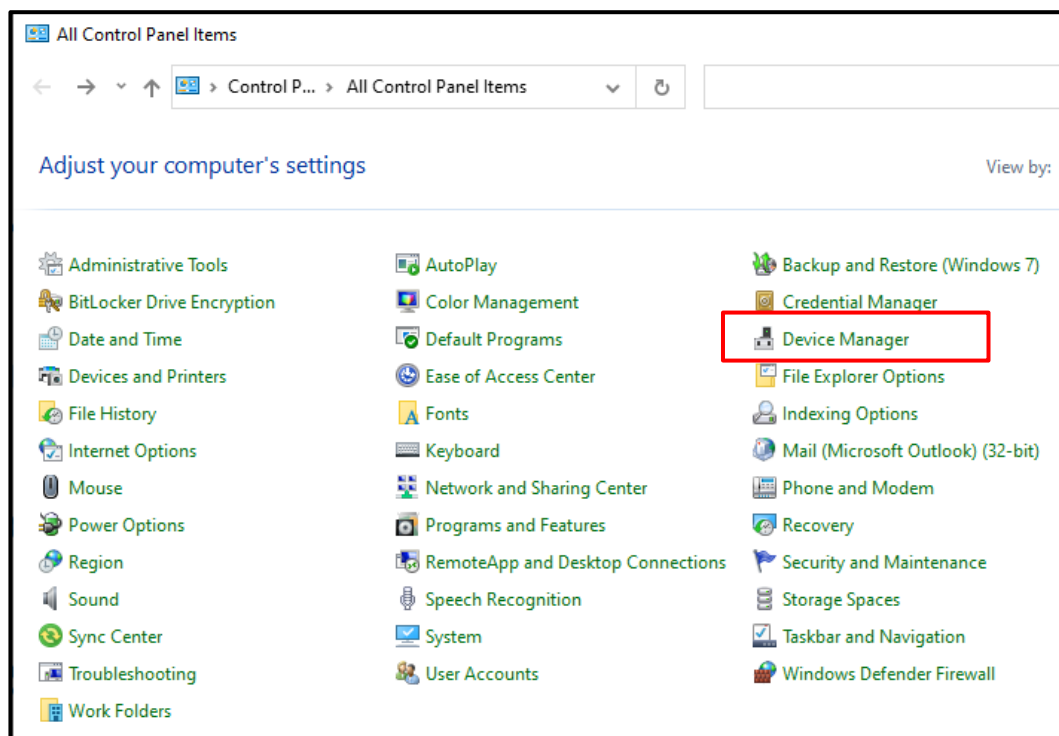 All Control Panel Items
Control P... > All Control Panel Items
Adjust your computer's settings
View by:
Administrative Tools
AutoPlay
Backup and Restore (Windows 7)
BitLocker Drive Encryption
Color Management
Credential Manager
Date and Time
Default Programs
Device Manager
Devices and Printers
Ease of Access Center
File Explorer Options
File History
Fonts
Indexing Options
Internet Options
Keyboard
Mail (Microsoft Outlook) (32-bit)
Mouse
Network and Sharing Center
Phone and Modem
Power Options
Programs and Features
Recovery
Region
RemoteApp and Desktop Connections
Security and Maintenance
Sound
Speech Recognition
Storage Spaces
Sync Center
System
Taskbar and Navigation
Troubleshooting
User Accounts
Windows Defender Firewall
Work Folders